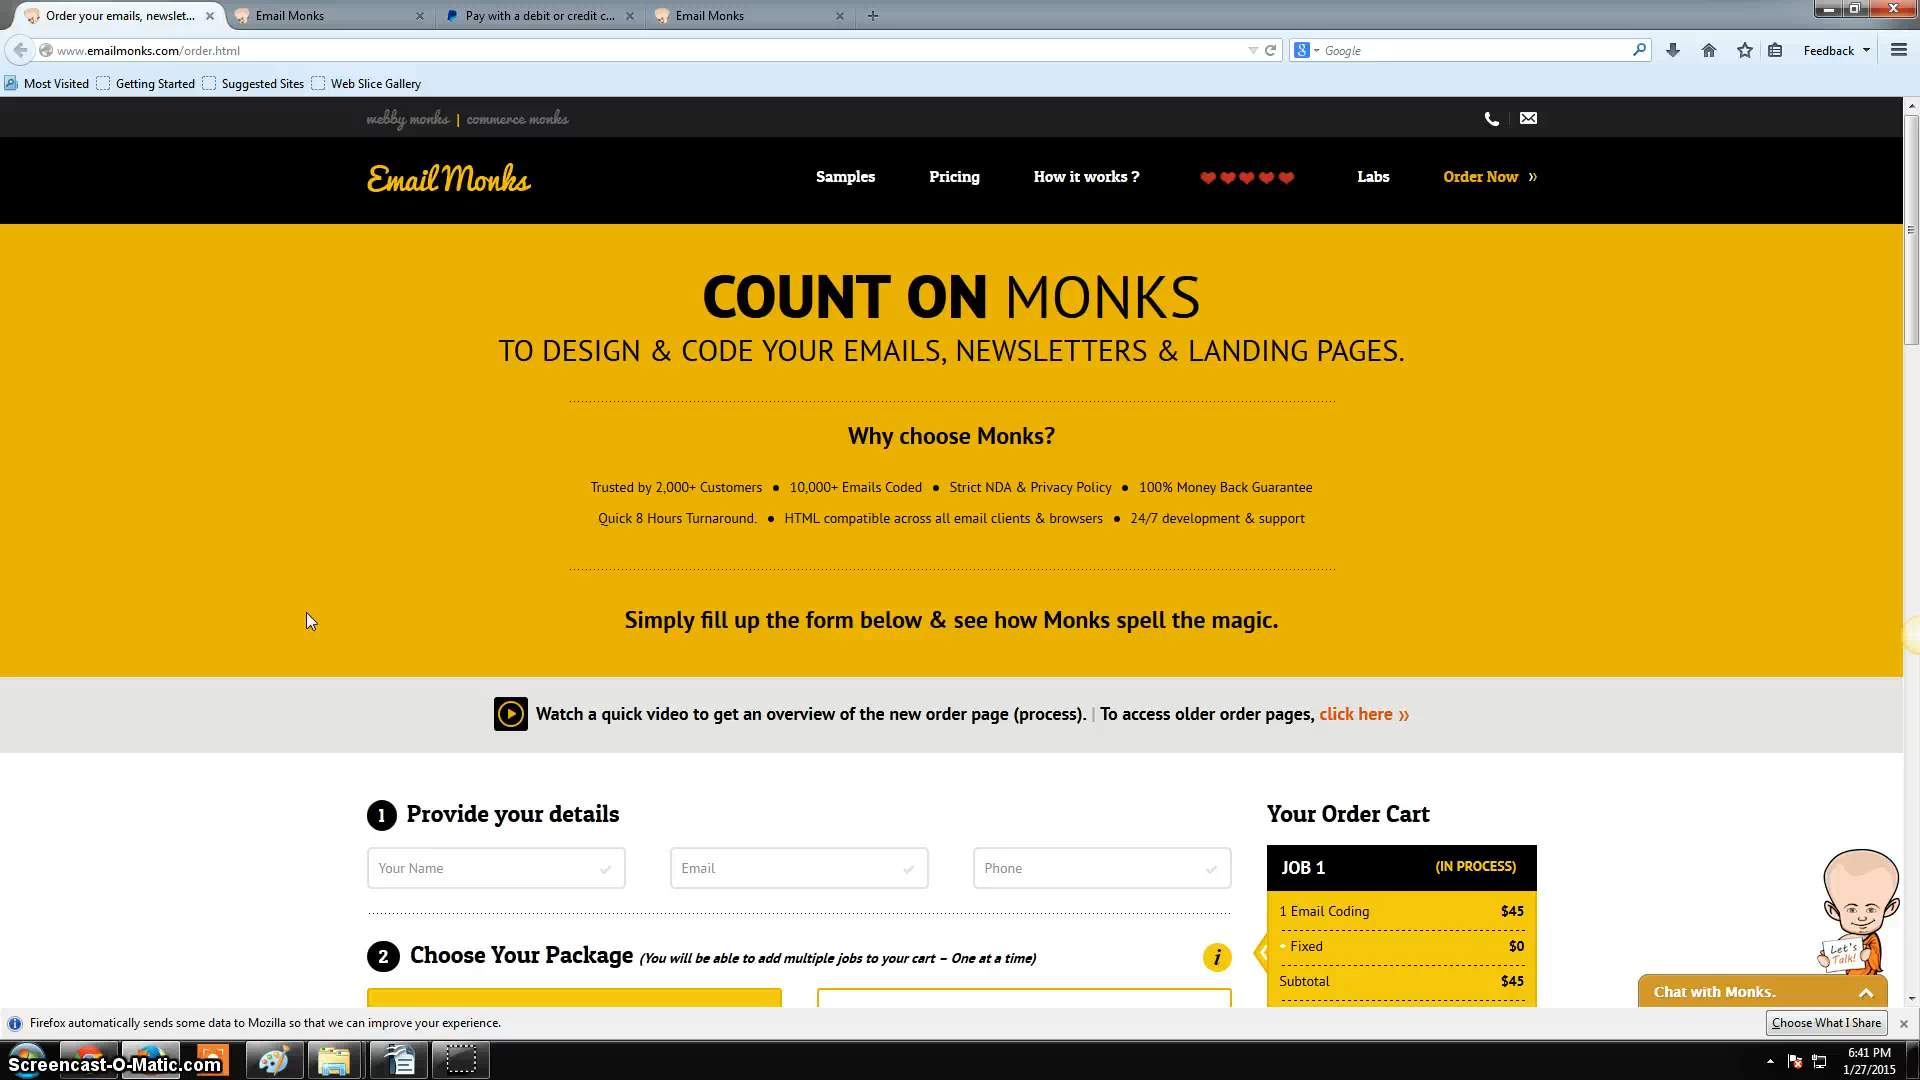 Order your emails, newslet...
Email Monks
Pay with a debit or credit c...
Email Monks
www.emailmonks.com/order.html
Google
Feedback
Most Visited
Getting Started
Suggested Sites
Web Slice Gallery
webby monks | commerce monks
Email Monks
Samples
Pricing
How it works ?
Labs
Order Now »
COUNT ON MONKS
TO DESIGN & CODE YOUR EMAILS, NEWSLETTERS & LANDING PAGES.
Why choose Monks?
Trusted by 2,000+ Customers • 10,000+ Emails Coded • Strict NDA & Privacy Policy • 100% Money Back Guarantee
Quick 8 Hours Turnaround. • HTML compatible across all email clients & browsers • 24/7 development & support
Simply fill up the form below & see how Monks spell the magic.
Watch a quick video to get an overview of the new order page (process). | To access older order pages, click here »
1 Provide your details
Your Name
Email
Phone
2 Choose Your Package (You will be able to add multiple jobs to your cart – One at a time)
i
Your Order Cart
JOB 1 (IN PROCESS)
1 Email Coding $45
Fixed $0
Subtotal $45
Let's
Talk!
Chat with Monks.
Firefox automatically sends some data to Mozilla so that we can improve your experience.
Choose What I Share
Screencast-O-Matic.com
6:41 PM
1/27/2015